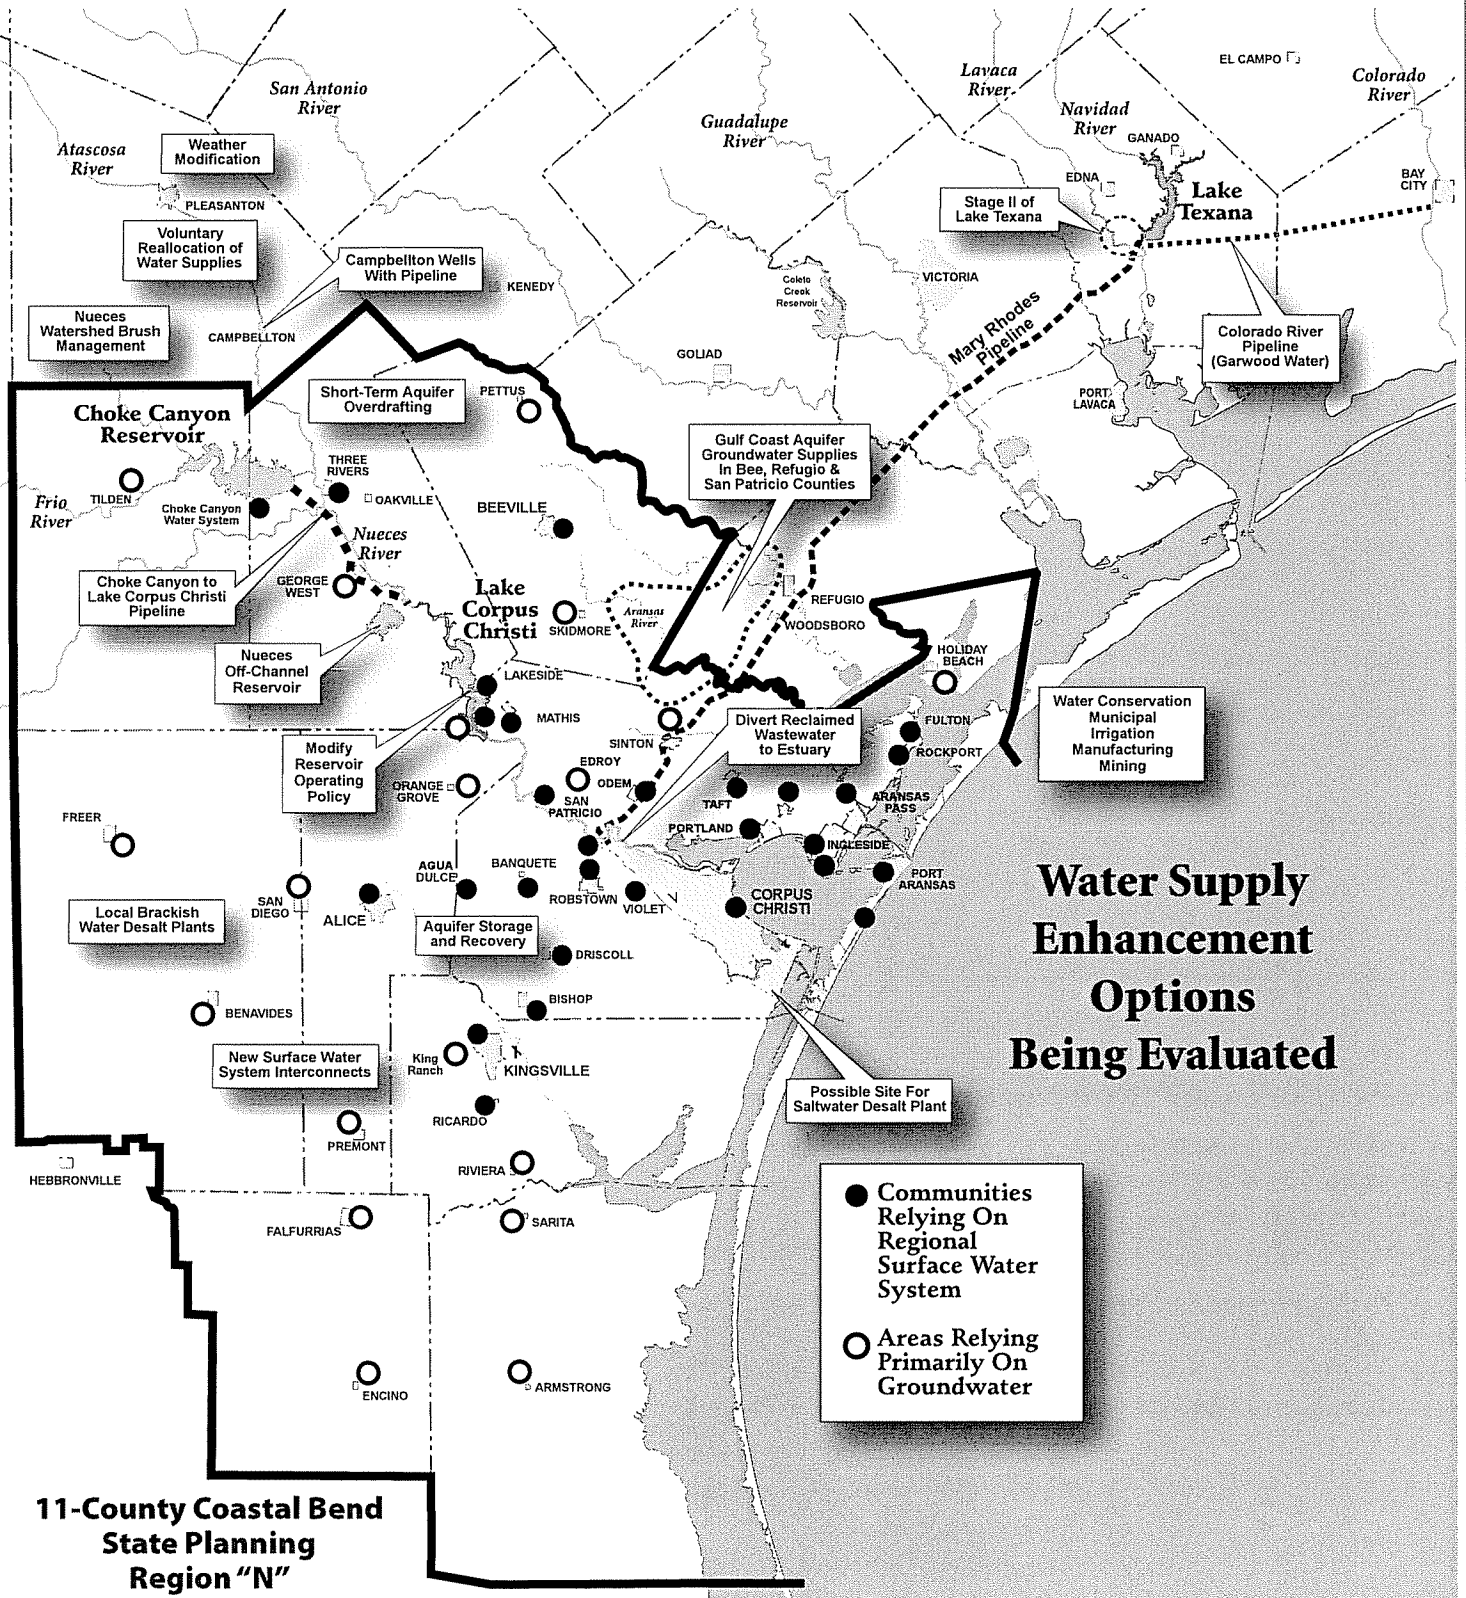 San Antonio
River
Atascosa
River
Weather
Modification
PLEASANTON
Voluntary
Reallocation of
Water Supplies
Nueces
Watershed Brush
Management
Campbellton Wells
With Pipeline
KENEDY
CAMPBELLTON
Guadalupe
River
Lavaca
River
Navidad
River
EL CAMPO
Colorado
River
GANADO
EDNA
BAY
CITY
Lake
Texana
Stage II of
Lake Texana
Coleto
Creek
Reservoir
VICTORIA
Mary Rhodes
Pipeline
Colorado River
Pipeline
(Garwood Water)
GOLIAD
PORT
LAVACA
Short-Term Aquifer
Overdrafting
PETTUS
Choke Canyon
Reservoir
THREE
RIVERS
OAKVILLE
TILDEN
Frio
River
Choke Canyon
Water System
BEEVILLE
Gulf Coast Aquifer
Groundwater Supplies
In Bee, Refugio &
San Patricio Counties
Nueces
River
Choke Canyon to
Lake Corpus Christi
Pipeline
GEORGE
WEST
Lake
Corpus
Christi
SKIDMORE
Aransas
River
REFUGIO
WOODSBORO
HOLIDAY
BEACH
Nueces
Off-Channel
Reservoir
LAKESIDE
MATHIS
Modify
Reservoir
Operating
Policy
SINTON
Divert Reclaimed
Wastewater
to Estuary
FULTON
ROCKPORT
Water Conservation
Municipal
Irrigation
Manufacturing
Mining
ORANGE
GROVE
EDROY
ODEM
SAN
PATRICIO
TAFT
ARANSAS
PASS
PORTLAND
INGLESIDE
FREER
AGUA
DULCE
BANQUETE
ROBSTOWN
VIOLET
CORPUS
CHRISTI
PORT
ARANSAS
Water Supply
Enhancement
Options
Being Evaluated
SAN
DIEGO
ALICE
Local Brackish
Water Desalt Plants
Aquifer Storage
and Recovery
DRISCOLL
BISHOP
BENAVIDES
New Surface Water
System Interconnects
King
Ranch
KINGSVILLE
Possible Site For
Saltwater Desalt Plant
RICARDO
PREMONT
HEBBRONVILLE
RIVIERA
FALFURRIAS
SARITA
Communities
Relying On
Regional
Surface Water
System
Areas Relying
Primarily On
Groundwater
ENCINO
ARMSTRONG
11-County Coastal Bend
State Planning
Region “N”